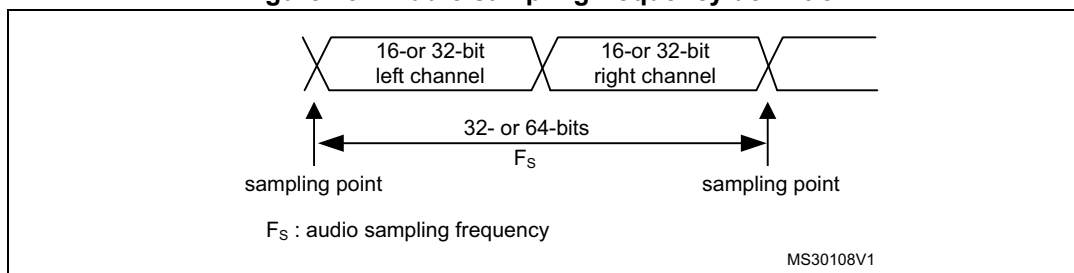 16-or 32-bit
left channel
16-or 32-bit
right channel
32- or 64-bits
FS
sampling point
sampling point
FS : audio sampling frequency
MS30108V1